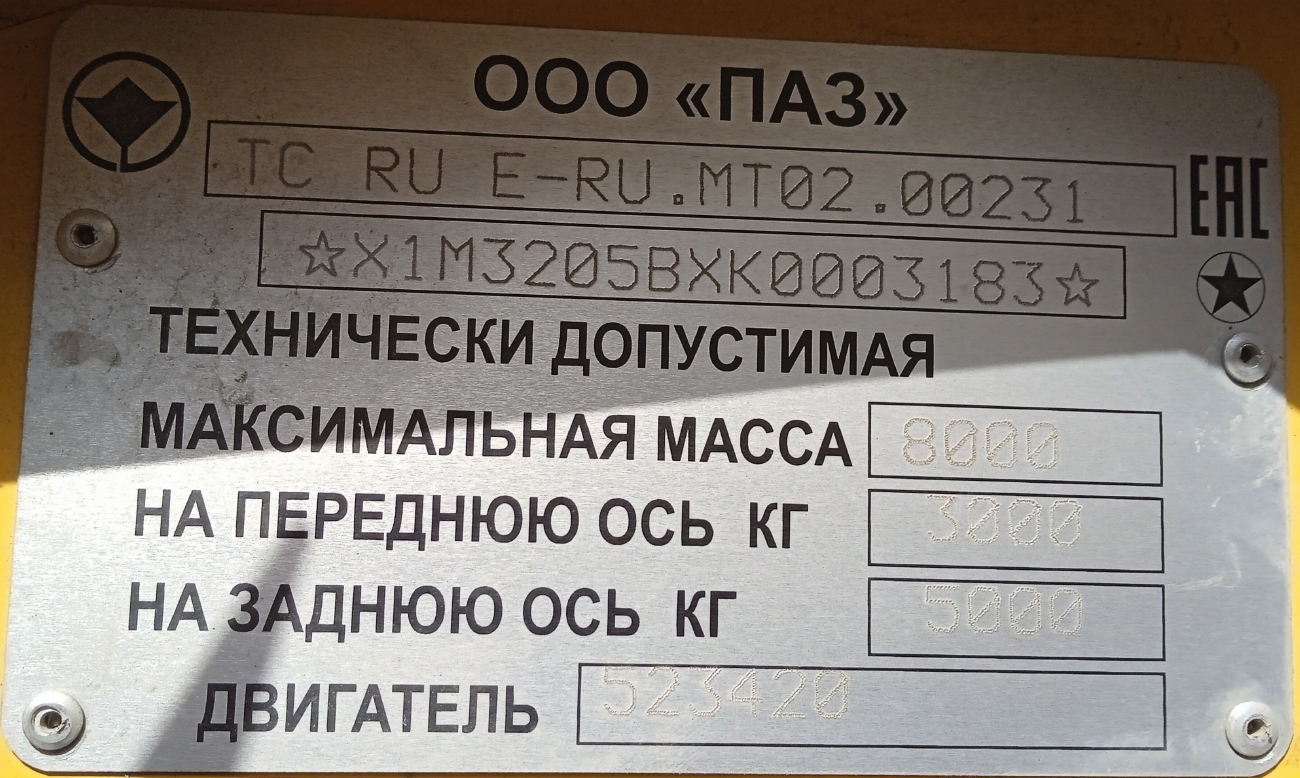 ООО «ПАЗ»
ТС RU E-RU.MT02.00231
ЕАС
☆X1M3205BXK0003183☆
ТЕХНИЧЕСКИ ДОПУСТИМАЯ
МАКСИМАЛЬНАЯ МАССА 8000
НА ПЕРЕДНЮЮ ОСЬ КГ 3000
НА ЗАДНЮЮ ОСЬ КГ 5000
ДВИГАТЕЛЬ 523420